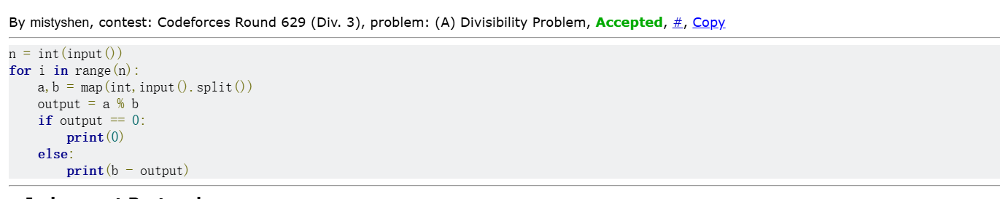 By mistyshen, contest: Codeforces Round 629 (Div. 3), problem: (A) Divisibility Problem, Accepted, #, Copy
n = int(input())
for i in range(n):
    a,b = map(int,input().split())
    output = a % b
    if output == 0:
        print(0)
    else:
        print(b - output)